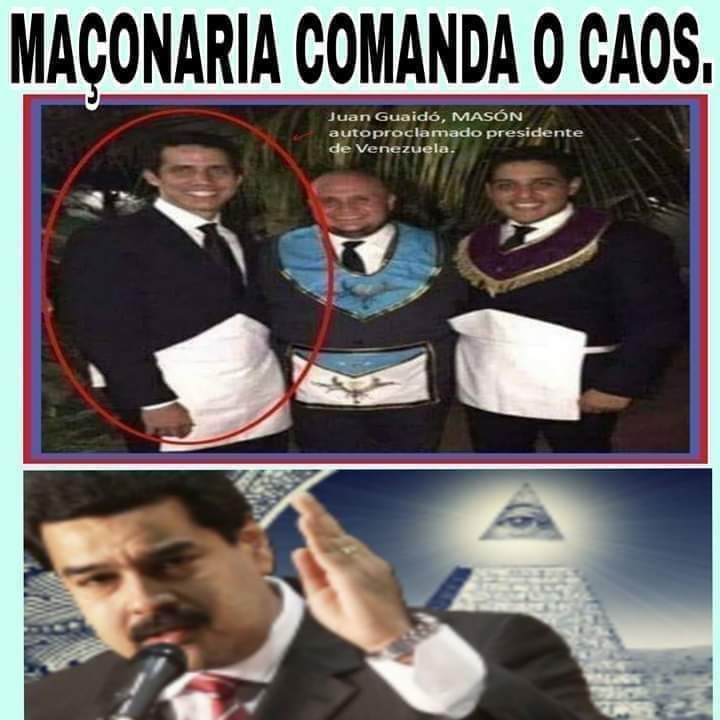 MAÇONARIA COMANDA O CAOS.
Juan Guaidó, MASÓN
autoproclamado presidente
de Venezuela.